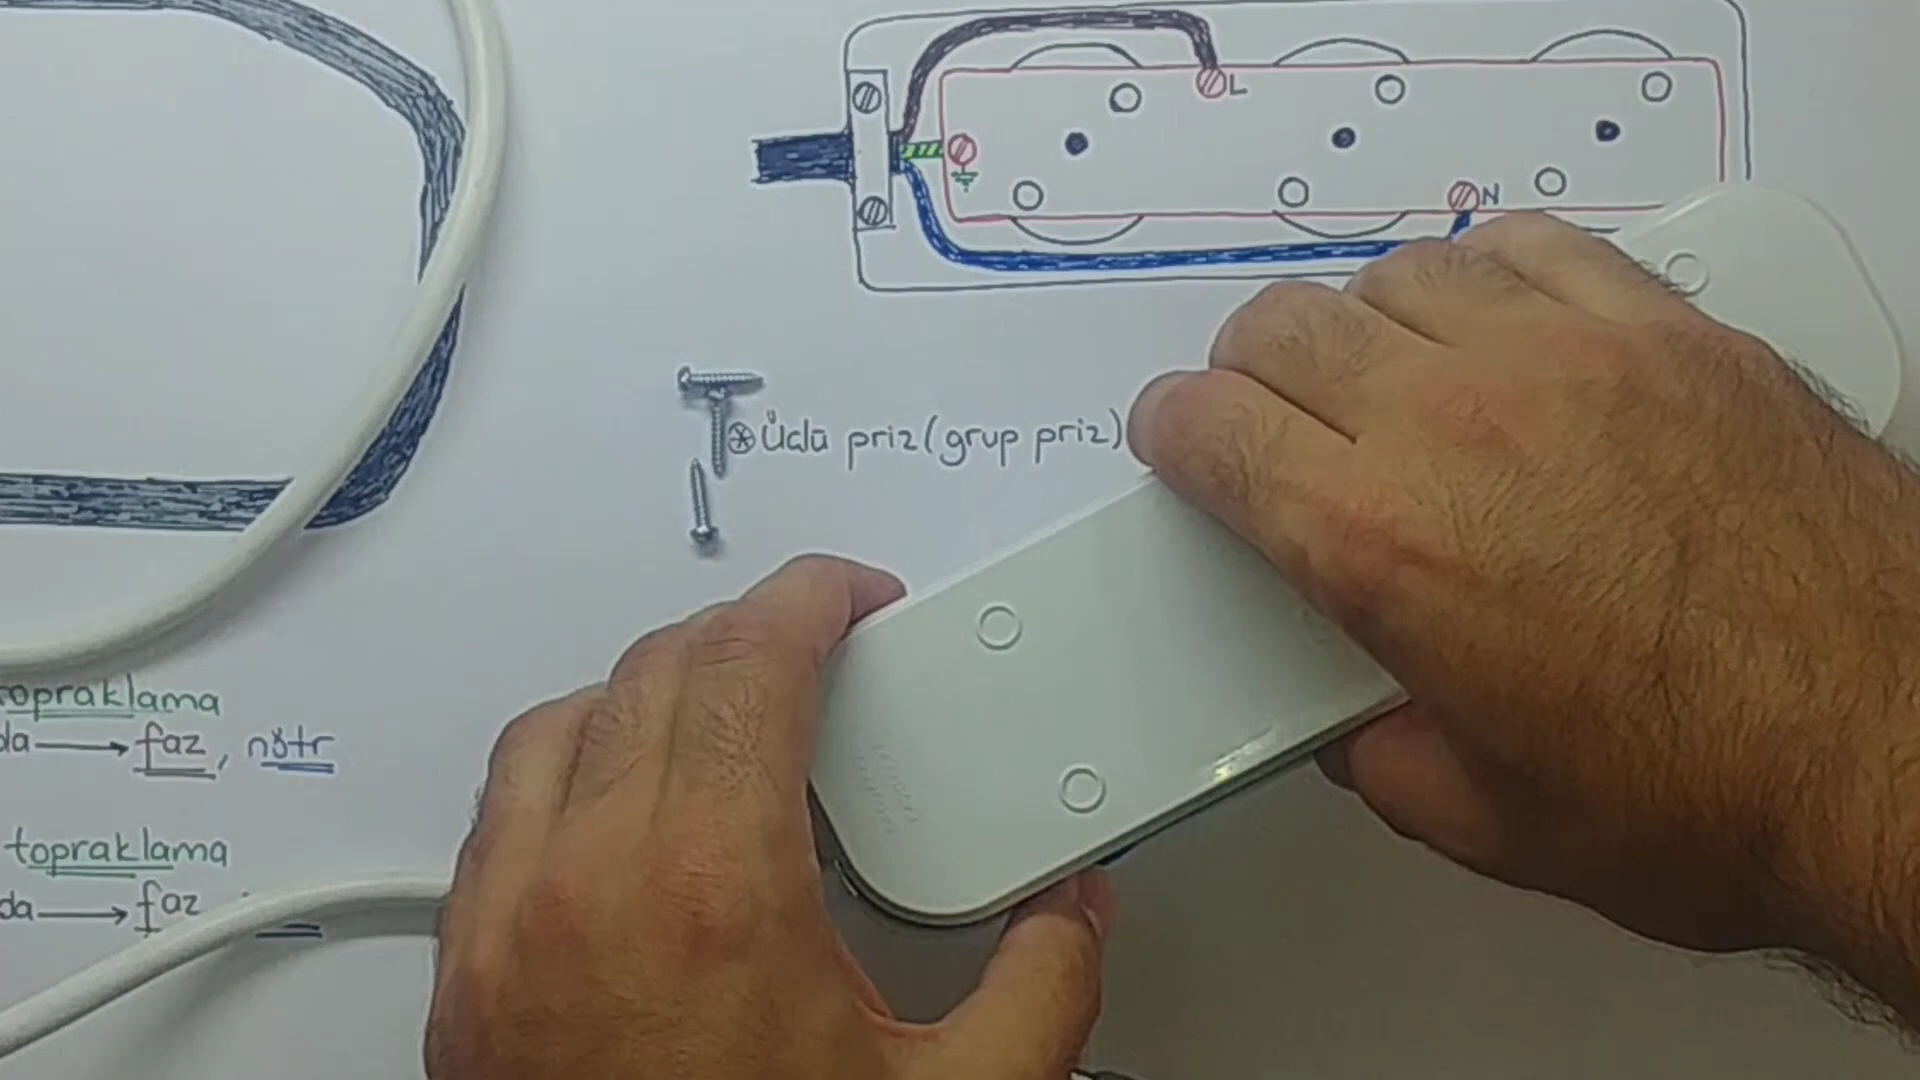 L
N
Üçlü priz (grup priz)
topraklama
da → faz, nötr
topraklama
da → faz